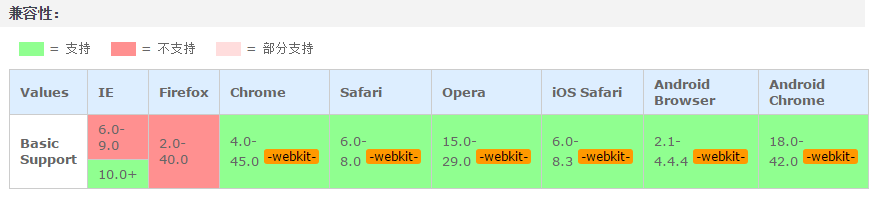 兼容性：
= 支持 = 不支持 = 部分支持
Values IE Firefox Chrome Safari Opera iOS Safari Android Browser Android Chrome
Basic Support
6.0-9.0
10.0+
2.0-40.0
4.0-45.0 -webkit-
6.0-8.0 -webkit-
15.0-29.0 -webkit-
6.0-8.3 -webkit-
2.1-4.4.4 -webkit-
18.0-42.0 -webkit-